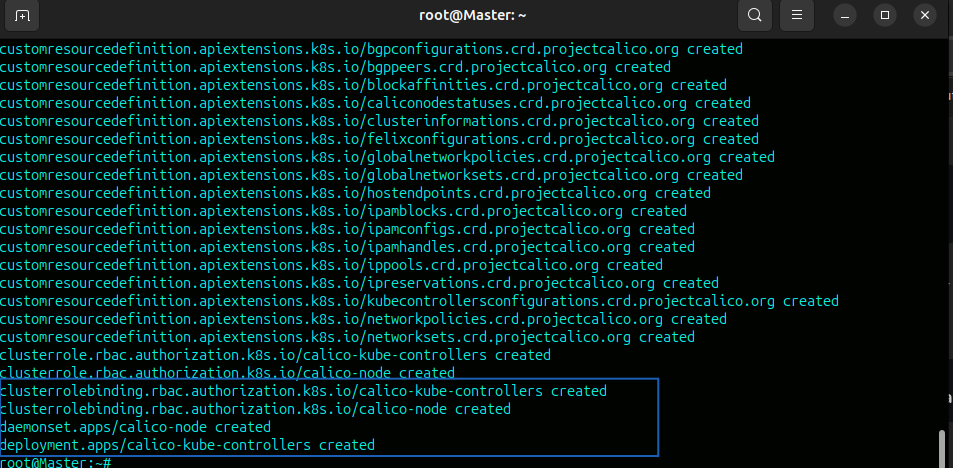 root@Master: ~
customresourcedefinition.apiextensions.k8s.io/bgpconfigurations.crd.projectcalico.org created
customresourcedefinition.apiextensions.k8s.io/bgppeers.crd.projectcalico.org created
customresourcedefinition.apiextensions.k8s.io/blockaffinities.crd.projectcalico.org created
customresourcedefinition.apiextensions.k8s.io/caliconodestatuses.crd.projectcalico.org created
customresourcedefinition.apiextensions.k8s.io/clusterinformations.crd.projectcalico.org created
customresourcedefinition.apiextensions.k8s.io/felixconfigurations.crd.projectcalico.org created
customresourcedefinition.apiextensions.k8s.io/globalnetworkpolicies.crd.projectcalico.org created
customresourcedefinition.apiextensions.k8s.io/globalnetworksets.crd.projectcalico.org created
customresourcedefinition.apiextensions.k8s.io/hostendpoints.crd.projectcalico.org created
customresourcedefinition.apiextensions.k8s.io/ipamblocks.crd.projectcalico.org created
customresourcedefinition.apiextensions.k8s.io/ipamconfigs.crd.projectcalico.org created
customresourcedefinition.apiextensions.k8s.io/ipamhandles.crd.projectcalico.org created
customresourcedefinition.apiextensions.k8s.io/ippools.crd.projectcalico.org created
customresourcedefinition.apiextensions.k8s.io/ipreservations.crd.projectcalico.org created
customresourcedefinition.apiextensions.k8s.io/kubecontrollersconfigurations.crd.projectcalico.org created
customresourcedefinition.apiextensions.k8s.io/networkpolicies.crd.projectcalico.org created
customresourcedefinition.apiextensions.k8s.io/networksets.crd.projectcalico.org created
clusterrole.rbac.authorization.k8s.io/calico-kube-controllers created
clusterrole.rbac.authorization.k8s.io/calico-node created
clusterrolebinding.rbac.authorization.k8s.io/calico-kube-controllers created
clusterrolebinding.rbac.authorization.k8s.io/calico-node created
daemonset.apps/calico-node created
deployment.apps/calico-kube-controllers created
root@Master:~#